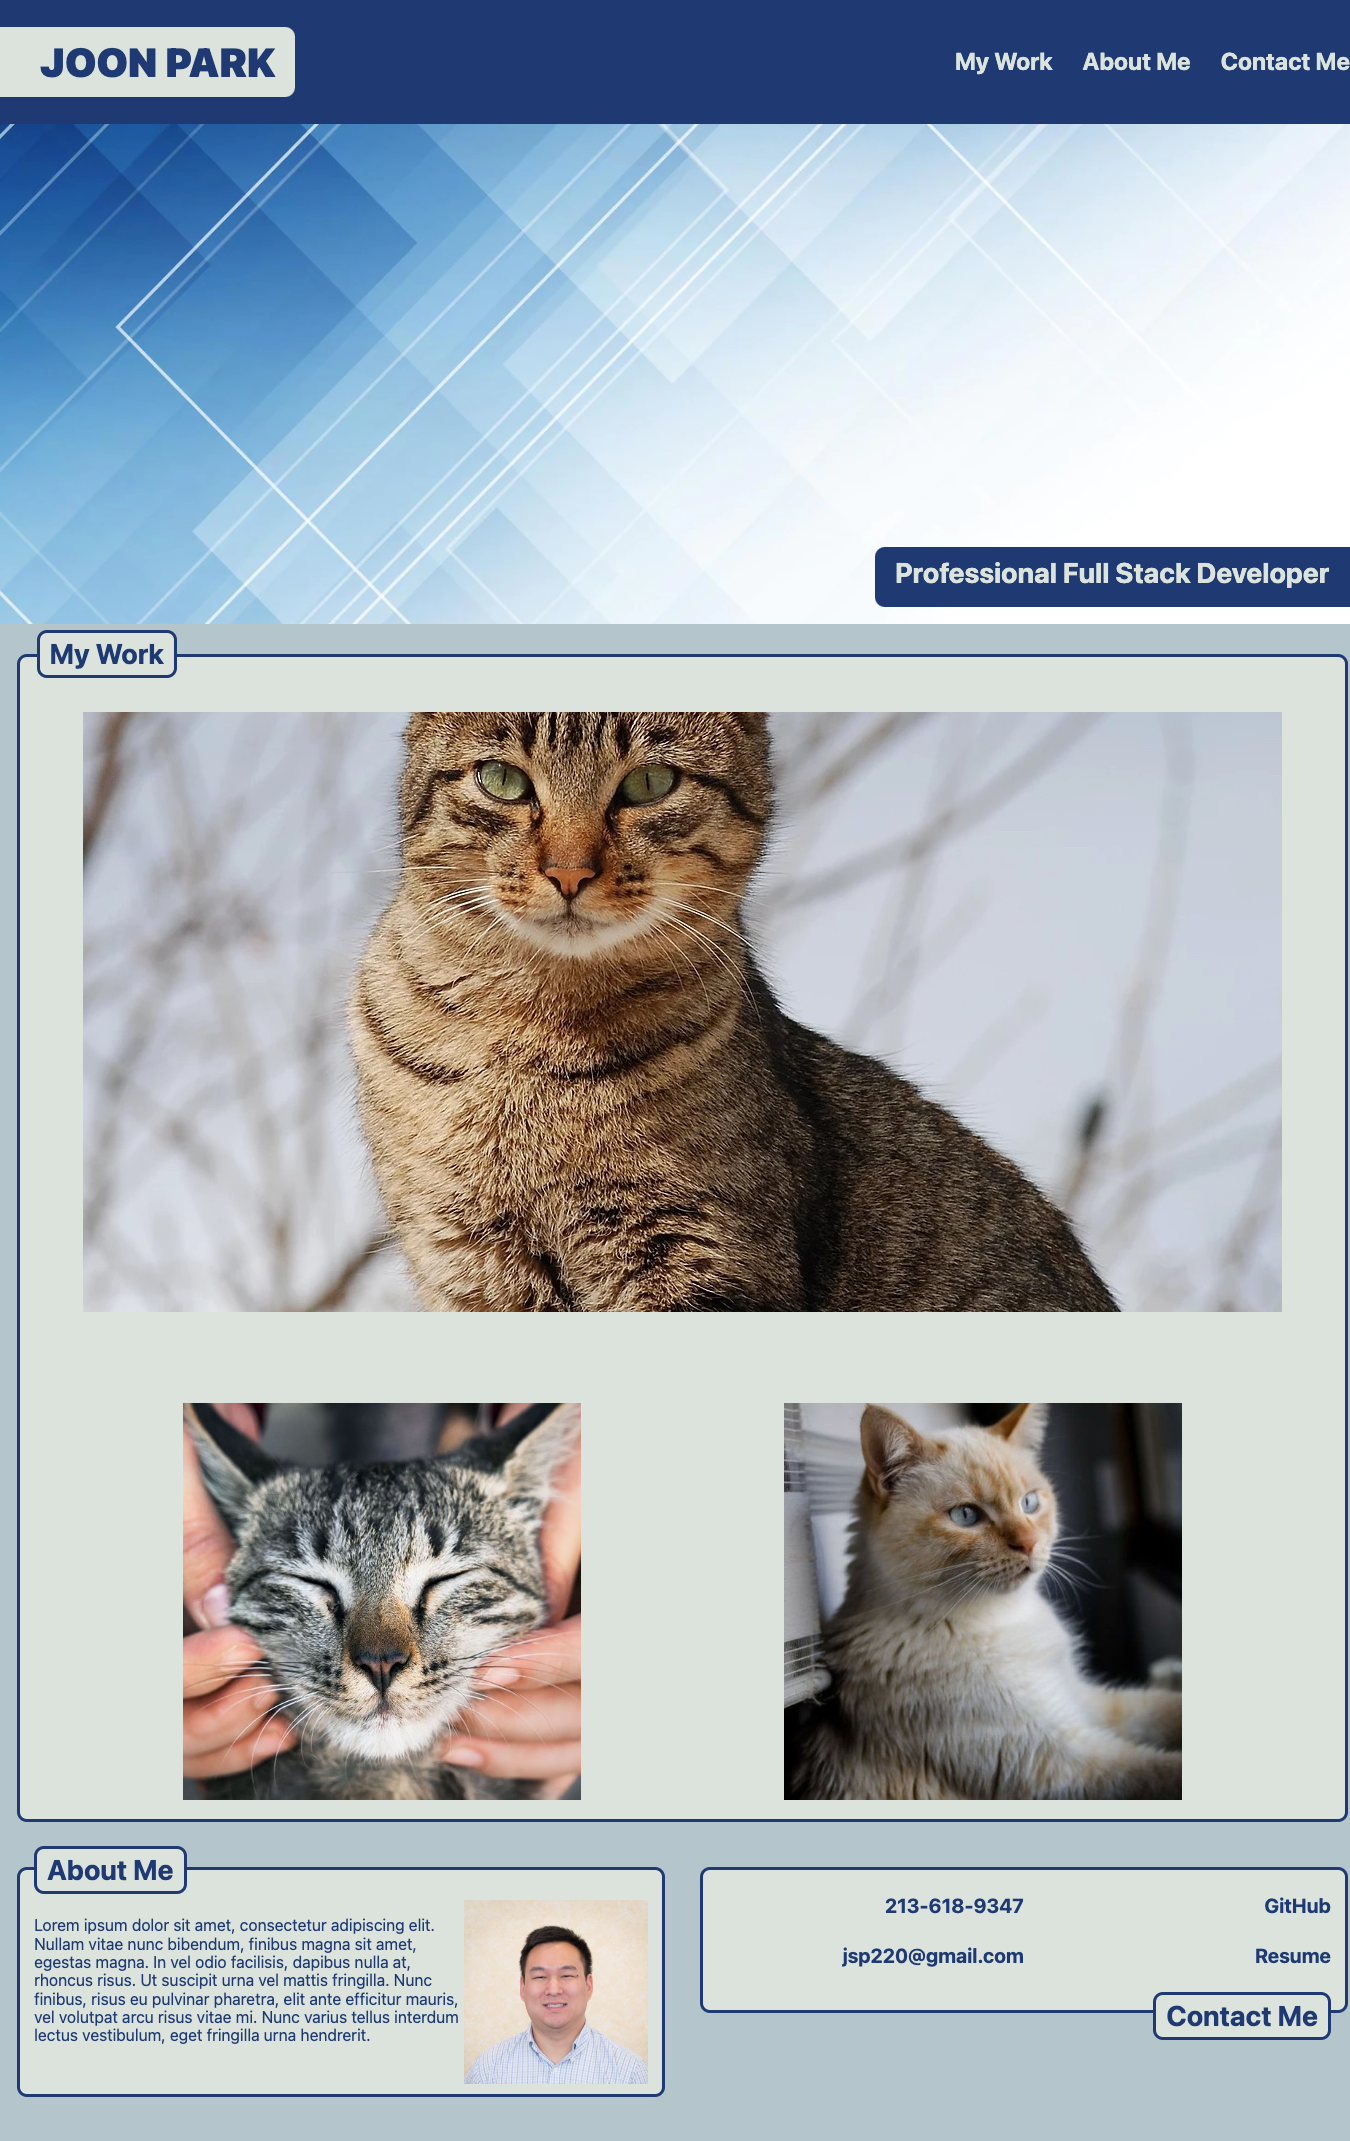 JOON PARK
My Work
About Me
Contact Me
Professional Full Stack Developer
My Work
About Me
Lorem ipsum dolor sit amet, consectetur adipiscing elit.
Nullam vitae nunc bibendum, finibus magna sit amet,
egestas magna. In vel odio facilisis, dapibus nulla at,
rhoncus risus. Ut suscipit urna vel mattis fringilla. Nunc
finibus, risus eu pulvinar pharetra, elit ante efficitur mauris,
vel volutpat arcu risus vitae mi. Nunc varius tellus interdum
lectus vestibulum, eget fringilla urna hendrerit.
213-618-9347
GitHub
jsp220@gmail.com
Resume
Contact Me